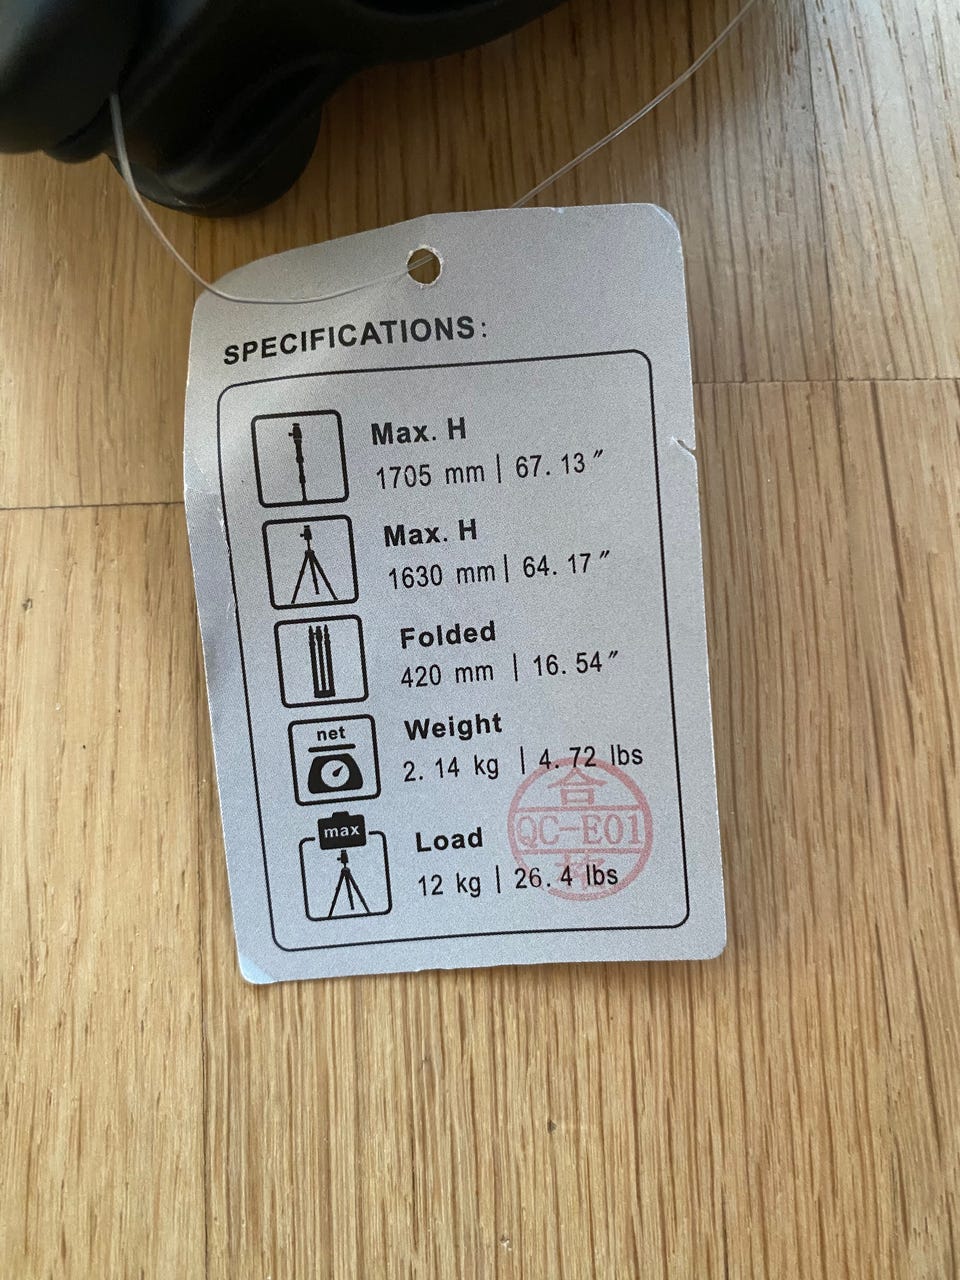 SPECIFICATIONS:
Max. H
1705 mm | 67.13″
Max. H
1630 mm | 64.17″
Folded
420 mm | 16.54″
net
Weight
2.14 kg | 4.72 lbs
合
QC-E01
格
max
Load
12 kg | 26.4 lbs